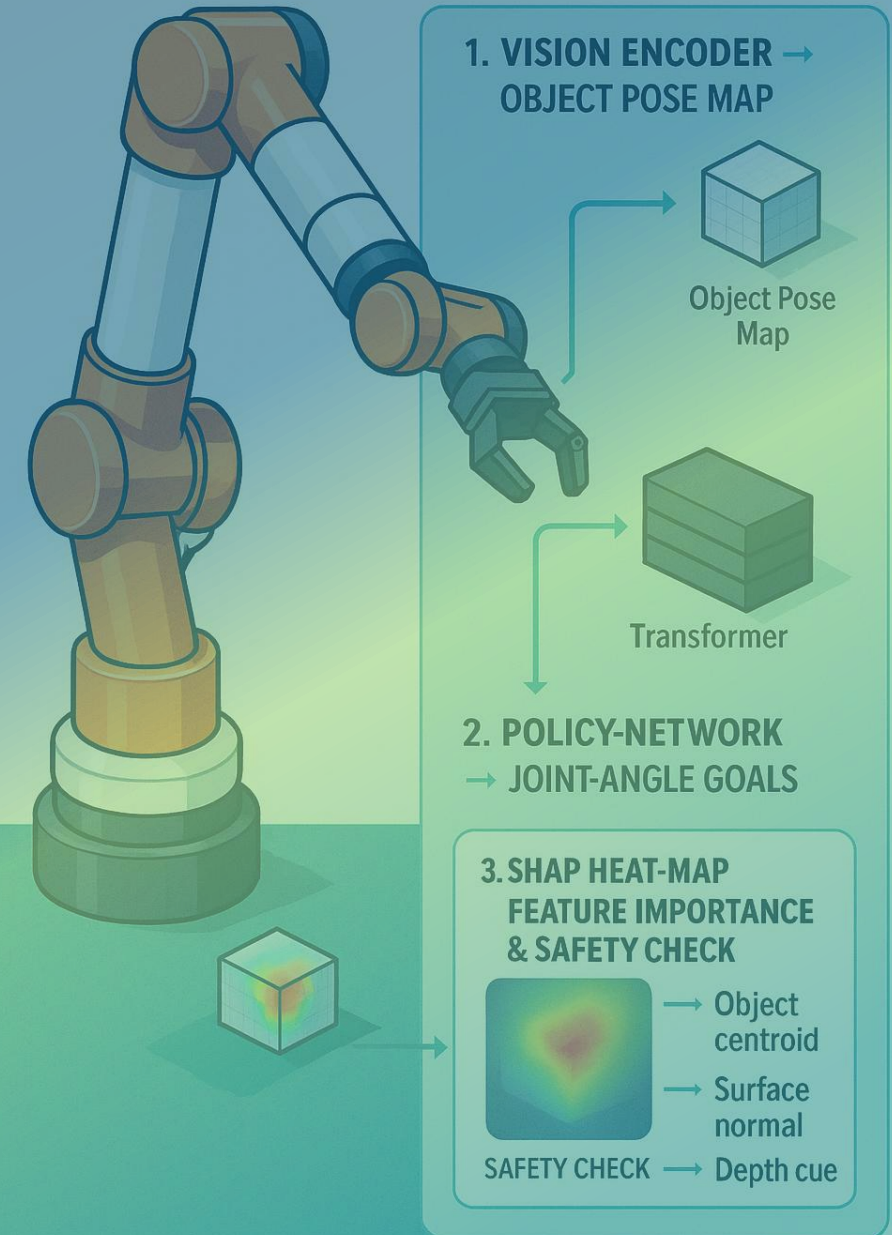 1. VISION ENCODER →
OBJECT POSE MAP
Object Pose
Map
Transformer
2. POLICY-NETWORK
→ JOINT-ANGLE GOALS
3. SHAP HEAT-MAP
FEATURE IMPORTANCE
& SAFETY CHECK
→ Object
centroid
→ Surface
normal
SAFETY CHECK → Depth cue